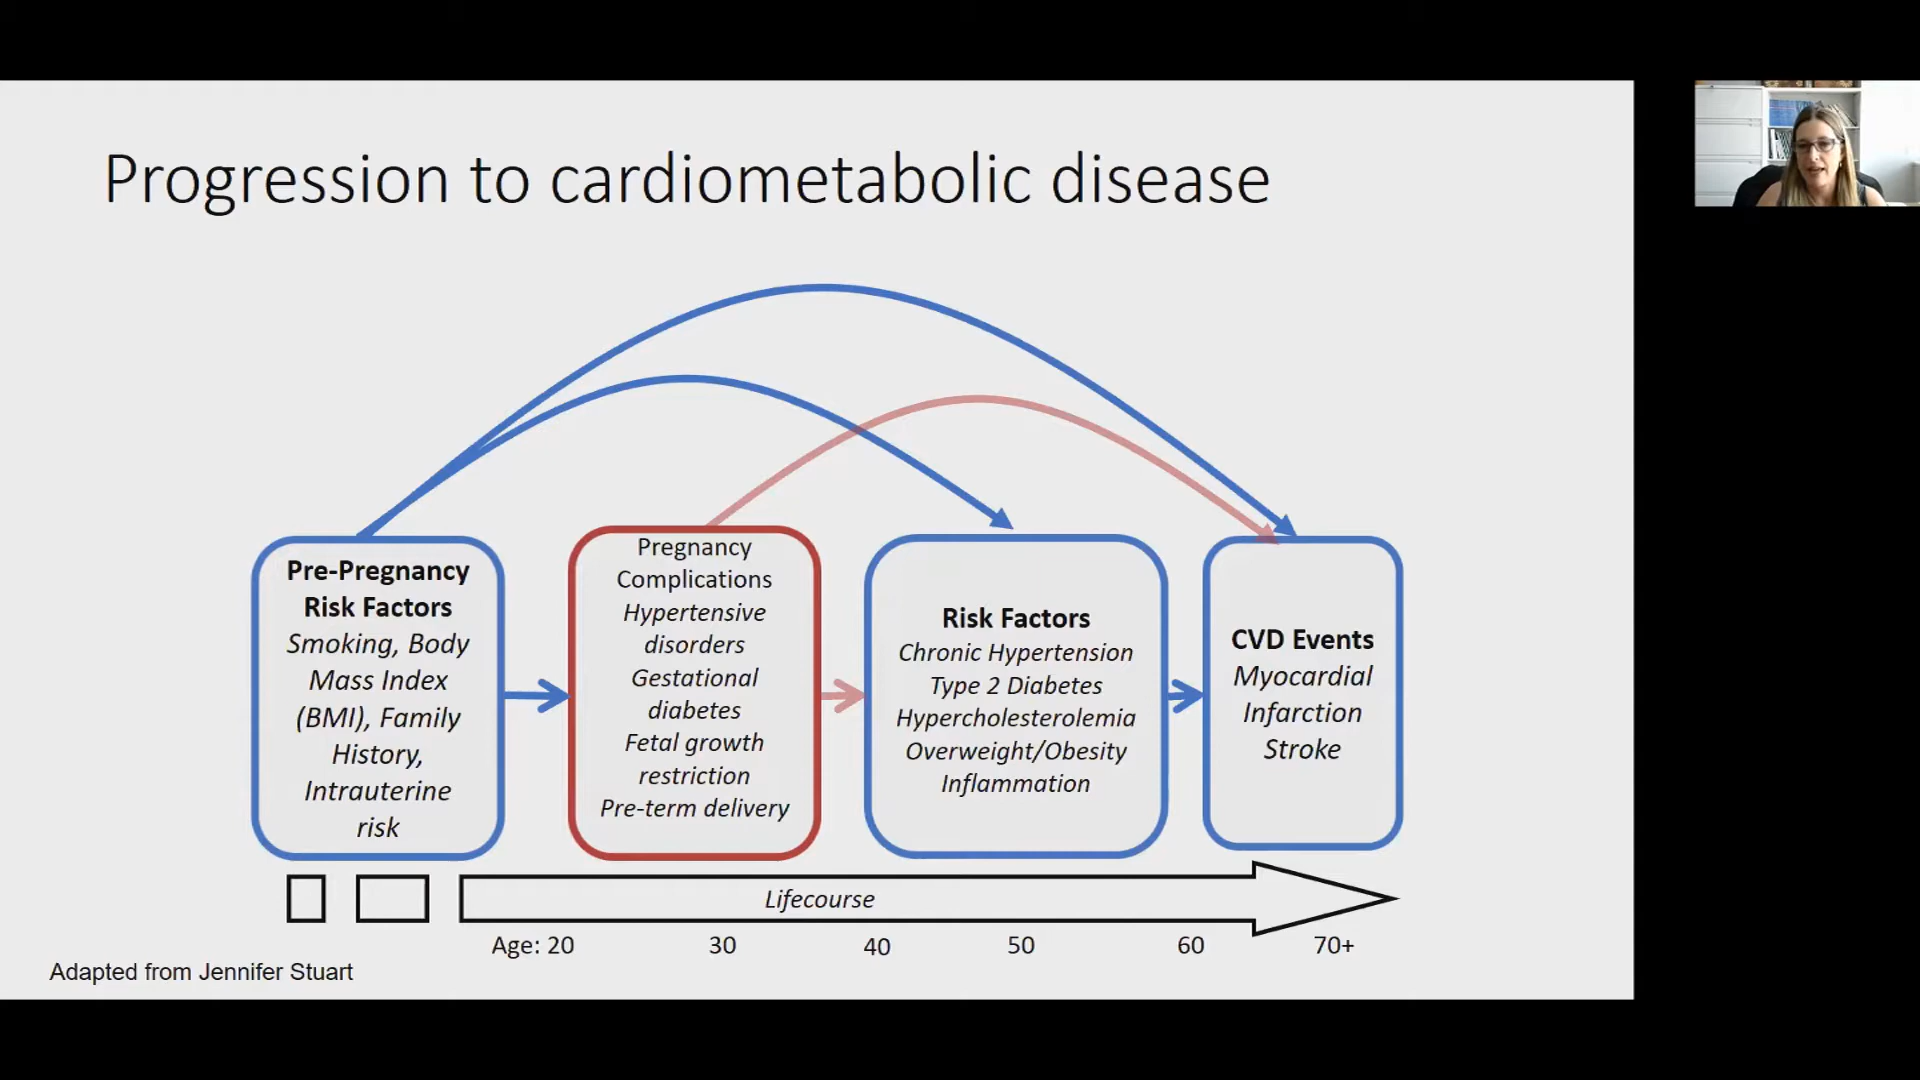 Progression to cardiometabolic disease
Pre-Pregnancy
Risk Factors
Smoking, Body
Mass Index
(BMI), Family
History,
Intrauterine
risk
Pregnancy
Complications
Hypertensive
disorders
Gestational
diabetes
Fetal growth
restriction
Pre-term delivery
Risk Factors
Chronic Hypertension
Type 2 Diabetes
Hypercholesterolemia
Overweight/Obesity
Inflammation
CVD Events
Myocardial
Infarction
Stroke
Lifecourse
Age: 20 30 40 50 60 70+
Adapted from Jennifer Stuart